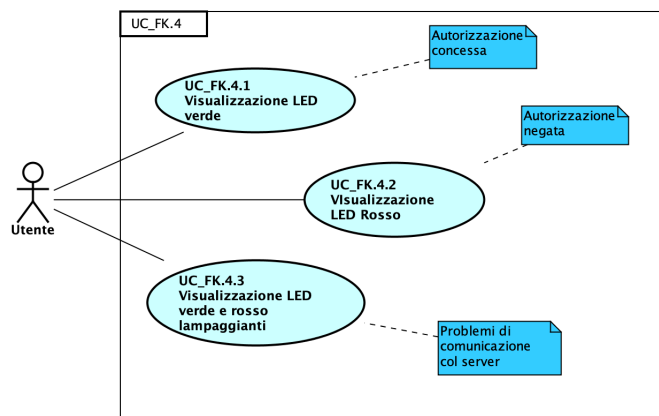 UC_FK.4
Autorizzazione
concessa
UC_FK.4.1
Visualizzazione LED
verde
Autorizzazione
negata
UC_FK.4.2
VIsualizzazione
LED Rosso
Utente
UC_FK.4.3
Visualizzazione LED
verde e rosso
lampaggianti
Problemi di
comunicazione
col server